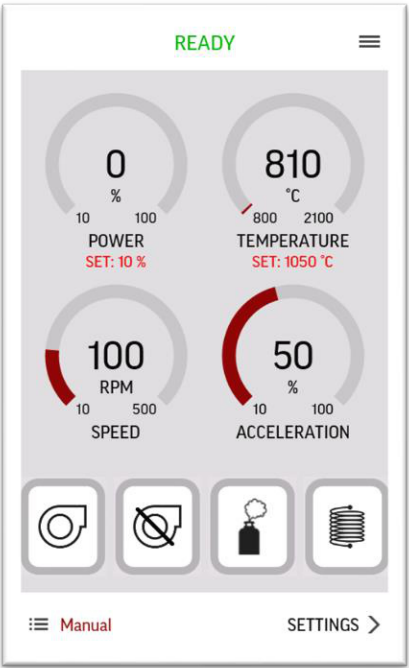 READY
0
%
10 100
POWER
SET: 10 %
810
°C
800 2100
TEMPERATURE
SET: 1050 °C
100
RPM
10 500
SPEED
50
%
10 100
ACCELERATION
Manual
SETTINGS